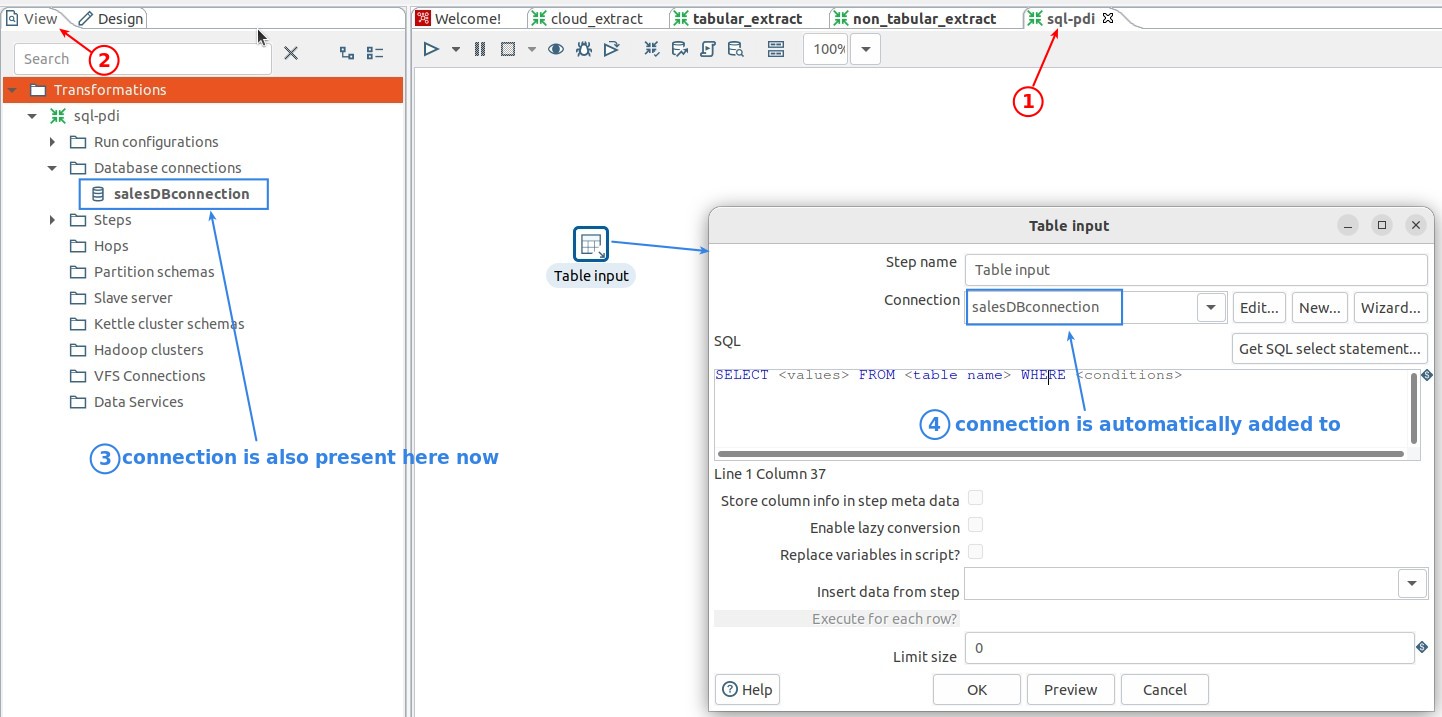 View
Design
Welcome!
cloud_extract
tabular_extract
non_tabular_extract
sql-pdi
Search
2
100%
1
Transformations
sql-pdi
Run configurations
Database connections
salesDBconnection
Steps
Hops
Partition schemas
Slave server
Kettle cluster schemas
Hadoop clusters
VFS Connections
Data Services
3 connection is also present here now
Table input
Table input
Step name
Table input
Connection
salesDBconnection
Edit...
New...
Wizard...
SQL
Get SQL select statement...
SELECT <values> FROM <table name> WHERE <conditions>
4 connection is automatically added to
Line 1 Column 37
Store column info in step meta data
Enable lazy conversion
Replace variables in script?
Insert data from step
Execute for each row?
Limit size
0
Help
OK
Preview
Cancel